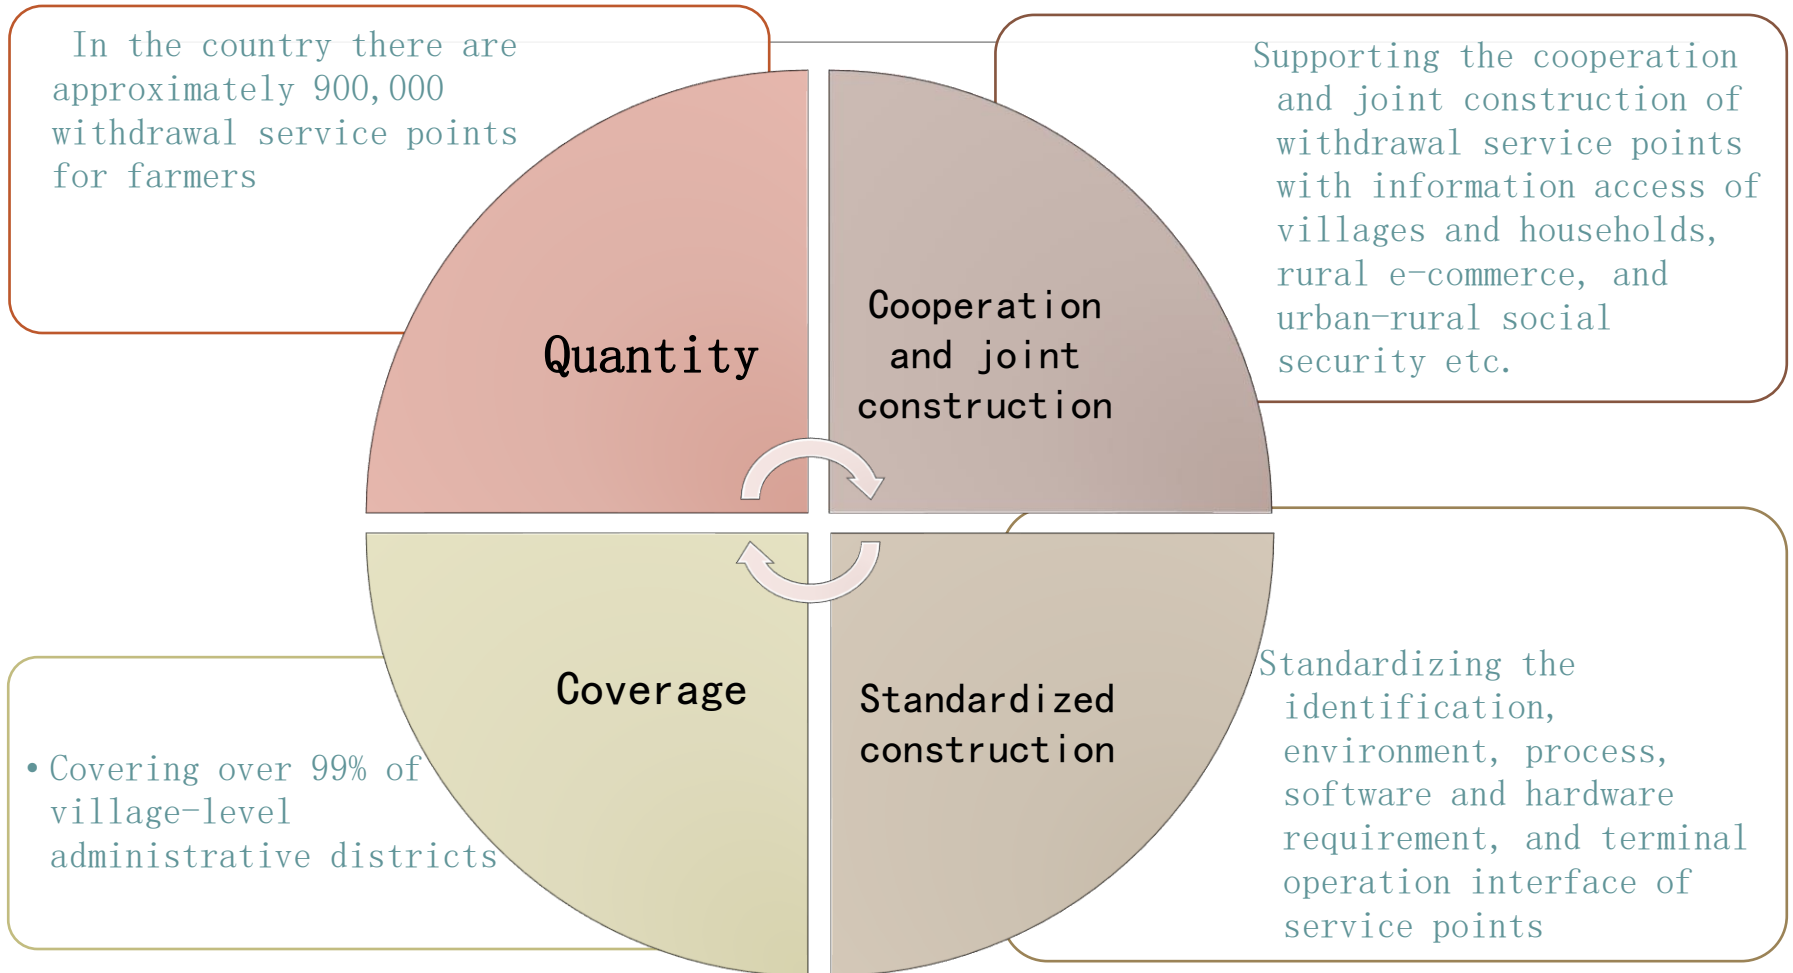 In the country there are
approximately 900,000
withdrawal service points
for farmers
Quantity
Supporting the cooperation
and joint construction of
withdrawal service points
with information access of
villages and households,
rural e-commerce, and
urban-rural social
security etc.
Cooperation
and joint
construction
Coverage
• Covering over 99% of
village-level
administrative districts
Standardized
construction
Standardizing the
identification,
environment, process,
software and hardware
requirement, and terminal
operation interface of
service points